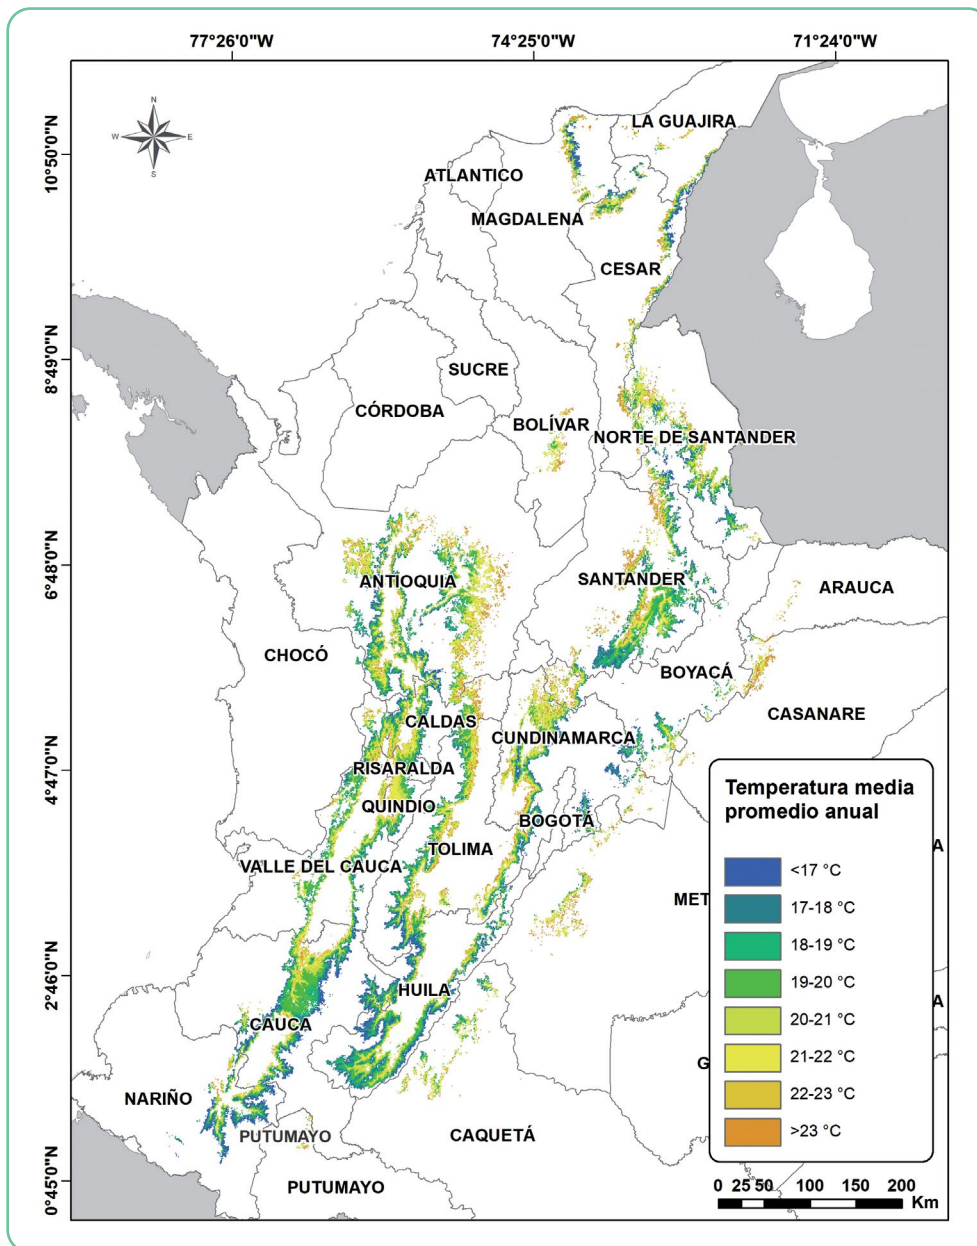 77°26'0"W 74°25'0"W 71°24'0"W
N
W E
S
10°50'0"N
8°49'0"N
6°48'0"N
4°47'0"N
2°46'0"N
0°45'0"N
LA GUAJIRA
ATLANTICO
MAGDALENA
CESAR
SUCRE
CÓRDOBA
BOLÍVAR
NORTE DE SANTANDER
ANTIOQUIA
SANTANDER
ARAUCA
CHOCÓ
BOYACÁ
CASANARE
CALDAS
CUNDINAMARCA
RISARALDA
QUINDIO
BOGOTÁ
TOLIMA
VALLE DEL CAUCA
A
MET
HUILA
A
CAUCA
G
NARIÑO
PUTUMAYO
CAQUETÁ
PUTUMAYO
Temperatura media
promedio anual
<17 °C
17-18 °C
18-19 °C
19-20 °C
20-21 °C
21-22 °C
22-23 °C
>23 °C
0 25 50 100 150 200
Km